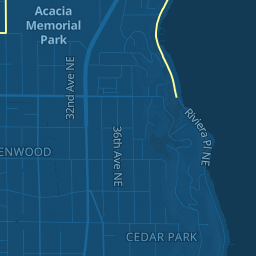 Acacia
Memorial
Park
32nd Ave NE
36th Ave NE
Riviera Pl NE
ENWOOD
CEDAR PARK